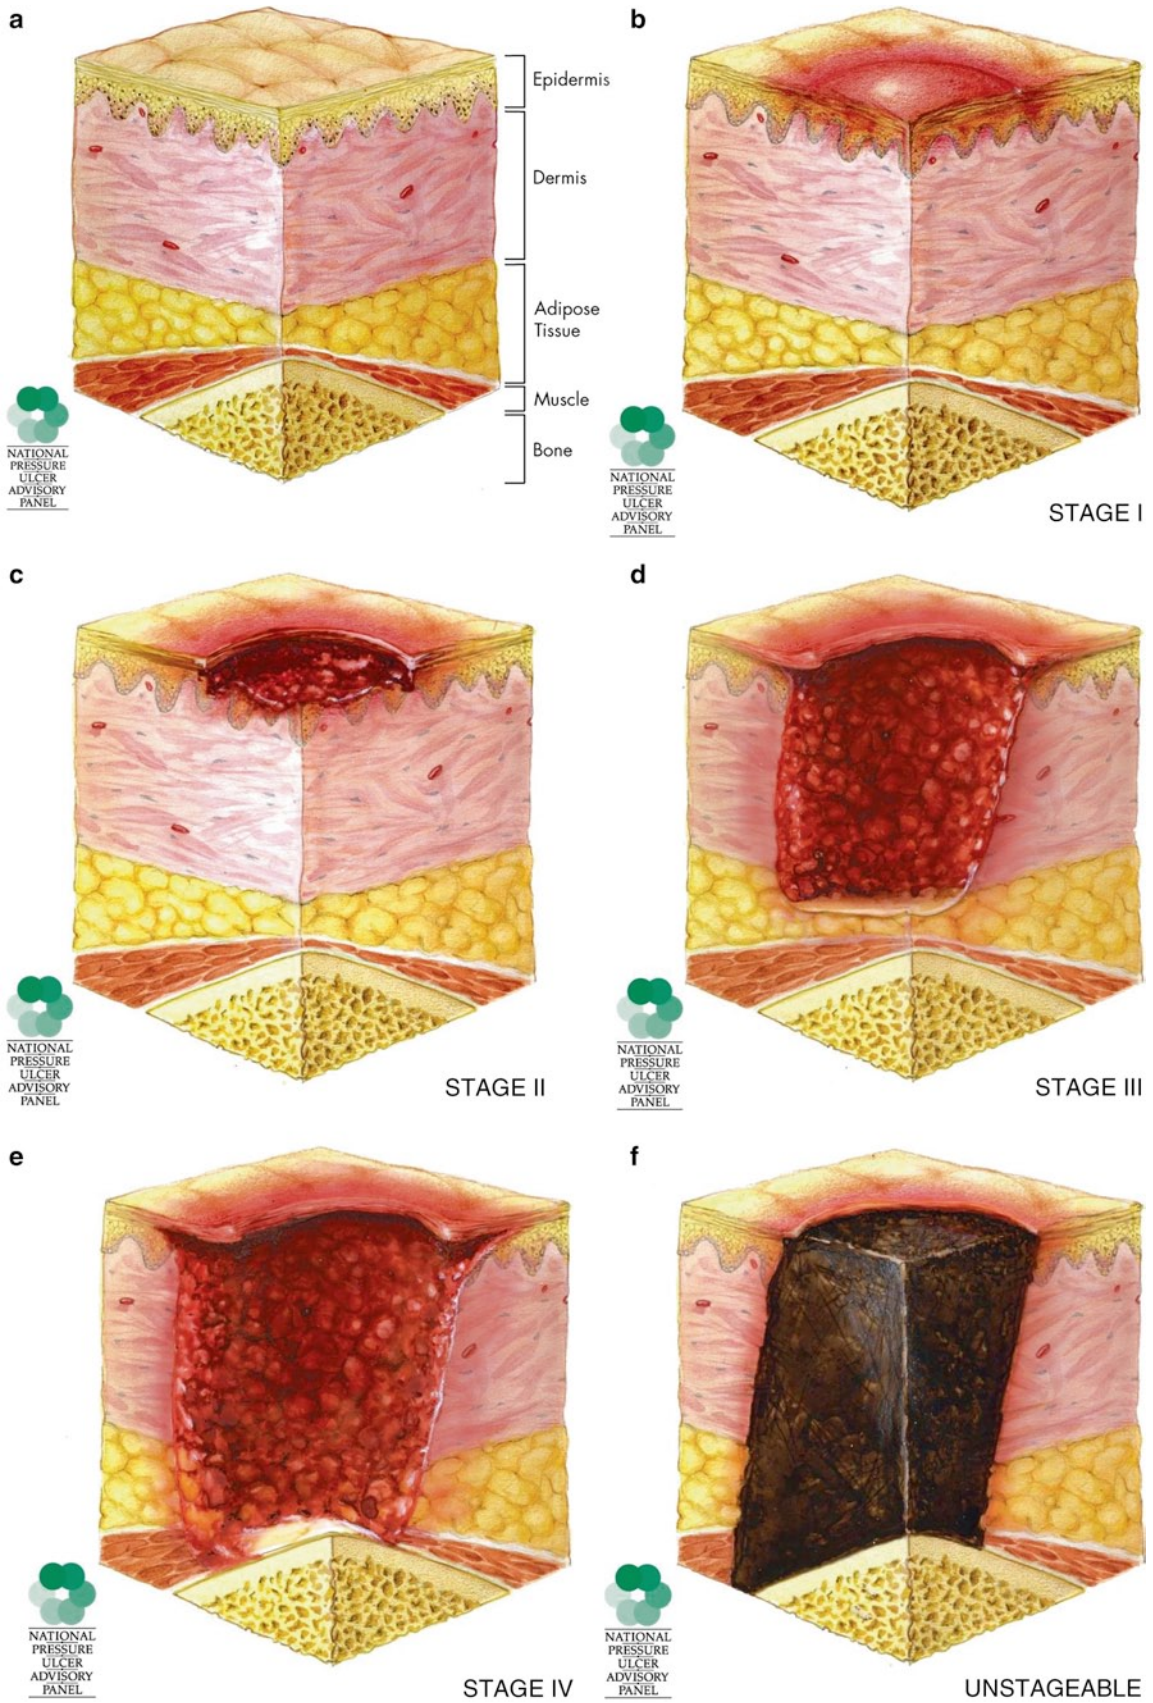 a
Epidermis
Dermis
Adipose
Tissue
Muscle
Bone
NATIONAL
PRESSURE
ULCER
ADVISORY
PANEL
b
NATIONAL
PRESSURE
ULCER
ADVISORY
PANEL
STAGE I
c
NATIONAL
PRESSURE
ULCER
ADVISORY
PANEL
STAGE II
d
NATIONAL
PRESSURE
ULCER
ADVISORY
PANEL
STAGE III
e
NATIONAL
PRESSURE
ULCER
ADVISORY
PANEL
STAGE IV
f
NATIONAL
PRESSURE
ULCER
ADVISORY
PANEL
UNSTAGEABLE